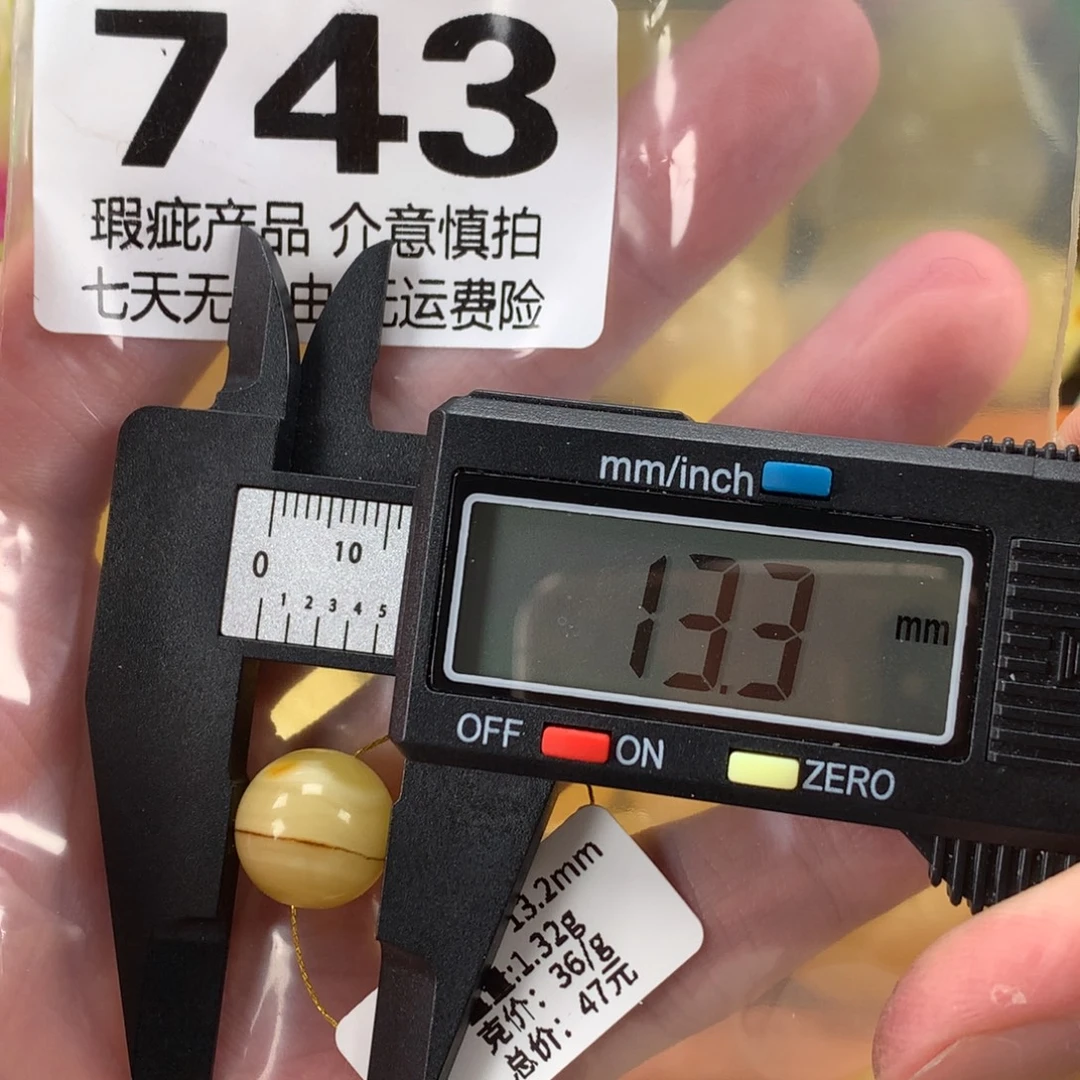 743
瑕疵产品 介意慎拍
七天无 由 无运费险
mm/inch
0 10
1 2 3 4 5
13.3 mm
OFF ON ZERO
13.2mm
量:1.32g
克价: 36/g
总价: 47元